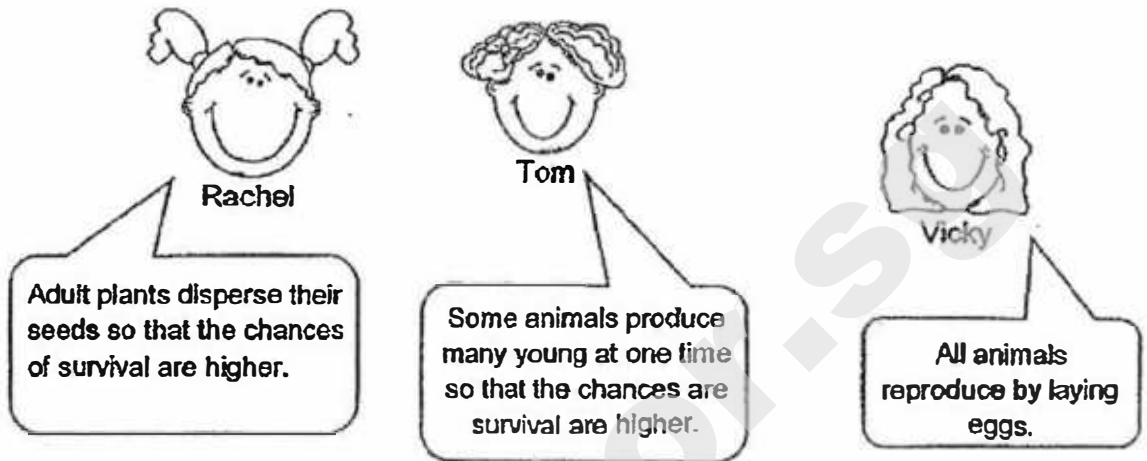 Rachel
Adult plants disperse their
seeds so that the chances
of survival are higher.
Tom
Some animals produce
many young at one time
so that the chances are
survival are higher.
Vicky
All animals
reproduce by laying
eggs.